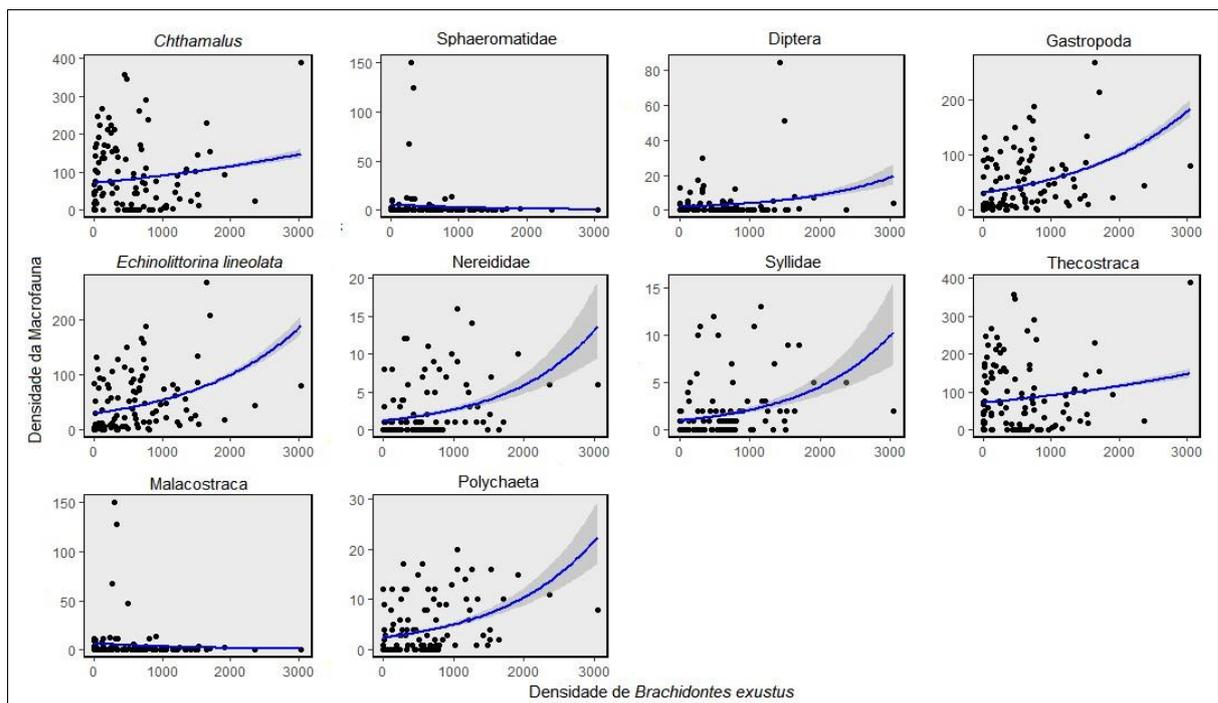 Chthamalus
Sphaeromatidae
Diptera
Gastropoda
400
300
200
100
0
0 1000 2000 3000
150
100
50
0
0 1000 2000 3000
80
60
40
20
0
0 1000 2000 3000
200
100
0
0 1000 2000 3000
Densidade da Macrofauna
Echinolittorina lineolata
Nereididae
Syllidae
Thecostraca
200
100
0
0 1000 2000 3000
20
15
10
5
0
0 1000 2000 3000
15
10
5
0
0 1000 2000 3000
400
300
200
100
0
0 1000 2000 3000
Malacostraca
Polychaeta
150
100
50
0
0 1000 2000 3000
30
20
10
0
0 1000 2000 3000
Densidade de Brachidontes exustus